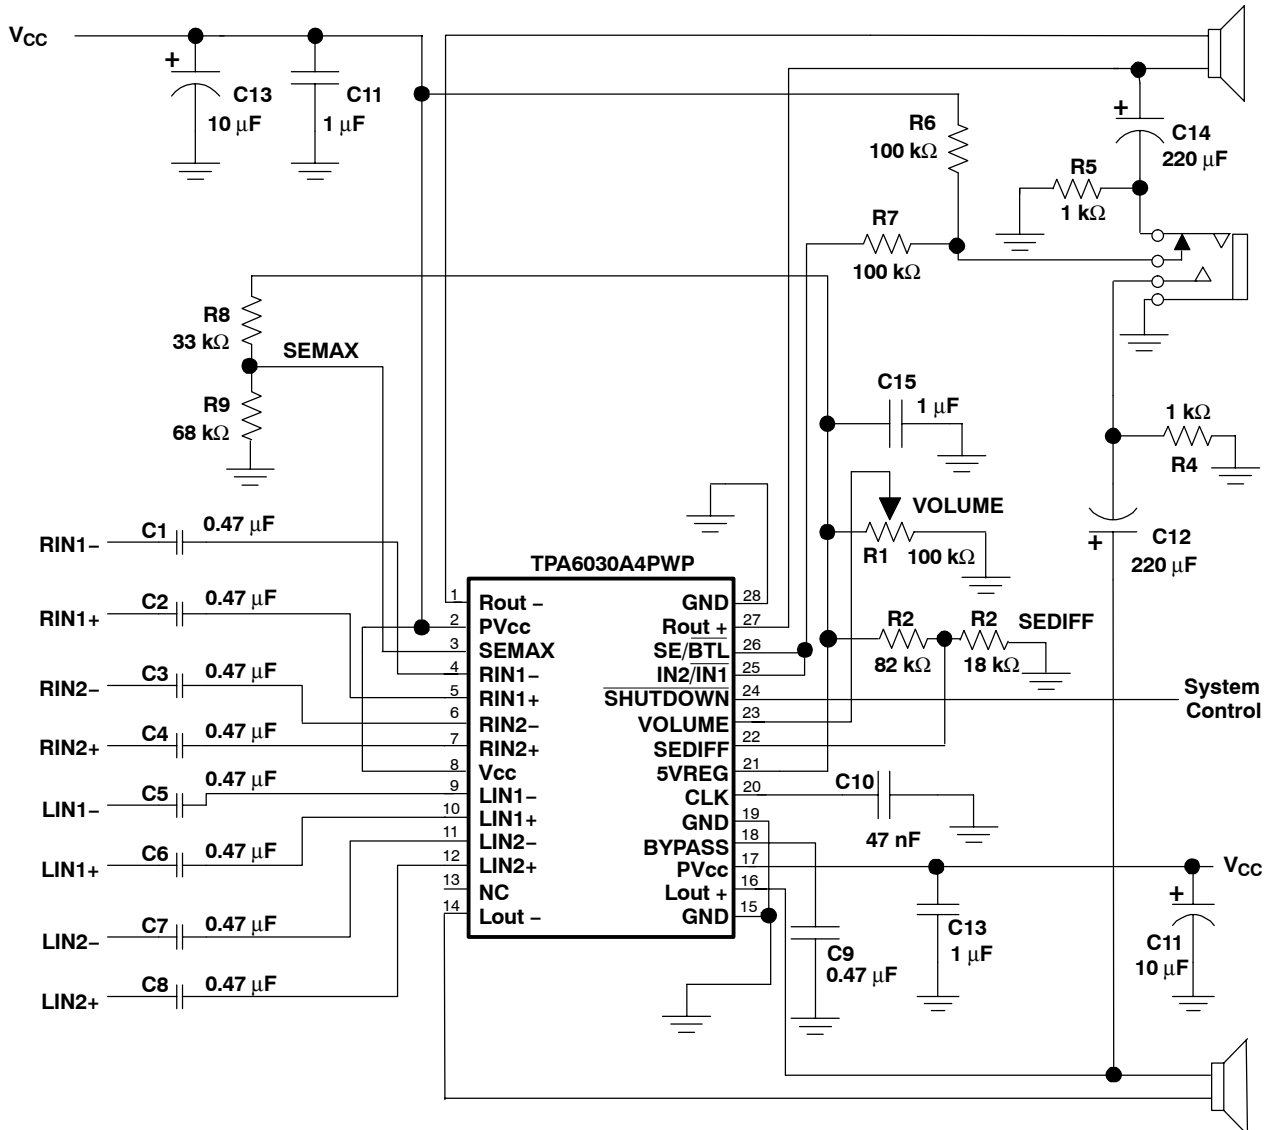 VCC
+
C13
10 μF
C11
1 μF
R6
100 kΩ
+
C14
220 μF
R5
1 kΩ
R7
100 kΩ
R8
33 kΩ
SEMAX
R9
68 kΩ
C15
1 μF
1 kΩ
R4
VOLUME
R1
100 kΩ
+
C12
220 μF
RIN1−
C1
0.47 μF
RIN1+
C2
0.47 μF
RIN2−
C3
0.47 μF
RIN2+
C4
0.47 μF
LIN1−
C5
0.47 μF
LIN1+
C6
0.47 μF
LIN2−
C7
0.47 μF
LIN2+
C8
0.47 μF
TPA6030A4PWP
1 Rout −
2 PVcc
3 SEMAX
4 RIN1−
5 RIN1+
6 RIN2−
7 RIN2+
8 Vcc
9 LIN1−
10 LIN1+
11 LIN2−
12 LIN2+
13 NC
14 Lout −
GND 28
Rout + 27
SE/BTL 26
IN2/IN1 25
SHUTDOWN 24
VOLUME 23
SEDIFF 22
5VREG 21
CLK 20
GND 19
BYPASS 18
PVcc 17
Lout + 16
GND 15
R2
82 kΩ
R2
18 kΩ
SEDIFF
System
Control
C10
47 nF
VCC
C9
0.47 μF
C13
1 μF
+
C11
10 μF